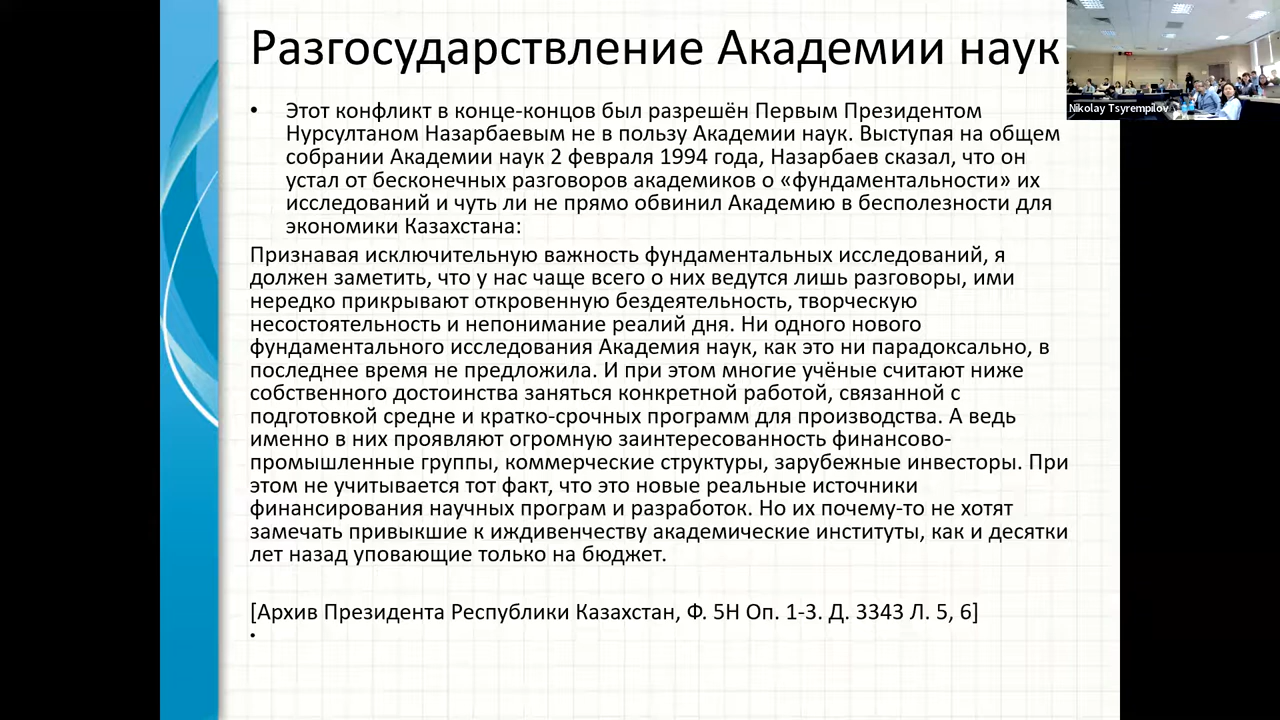 Разгосударствление Академии наук
Nikolay Tsyrempilov
• Этот конфликт в конце-концов был разрешён Первым Президентом
Нурсултаном Назарбаевым не в пользу Академии наук. Выступая на общем
собрании Академии наук 2 февраля 1994 года, Назарбаев сказал, что он
устал от бесконечных разговоров академиков о «фундаментальности» их
исследований и чуть ли не прямо обвинил Академию в бесполезности для
экономики Казахстана:
Признавая исключительную важность фундаментальных исследований, я
должен заметить, что у нас чаще всего о них ведутся лишь разговоры, ими
нередко прикрывают откровенную бездеятельность, творческую
несостоятельность и непонимание реалий дня. Ни одного нового
фундаментального исследования Академия наук, как это ни парадоксально, в
последнее время не предложила. И при этом многие учёные считают ниже
собственного достоинства заняться конкретной работой, связанной с
подготовкой средне и кратко-срочных программ для производства. А ведь
именно в них проявляют огромную заинтересованность финансово-
промышленные группы, коммерческие структуры, зарубежные инвесторы. При
этом не учитывается тот факт, что это новые реальные источники
финансирования научных програм и разработок. Но их почему-то не хотят
замечать привыкшие к иждивенчеству академические институты, как и десятки
лет назад уповающие только на бюджет.
[Архив Президента Республики Казахстан, Ф. 5Н Оп. 1-3. Д. 3343 Л. 5, 6]
•